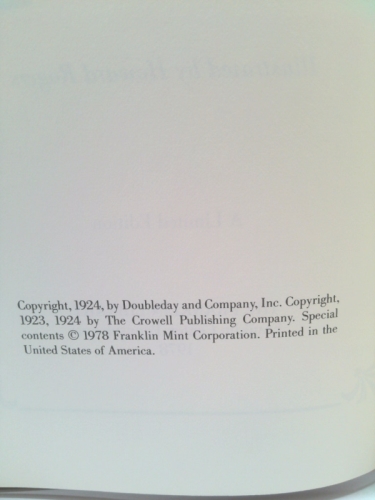 Copyright, 1924, by Doubleday and Company, Inc. Copyright,
1923, 1924 by The Crowell Publishing Company. Special
contents © 1978 Franklin Mint Corporation. Printed in the
United States of America.